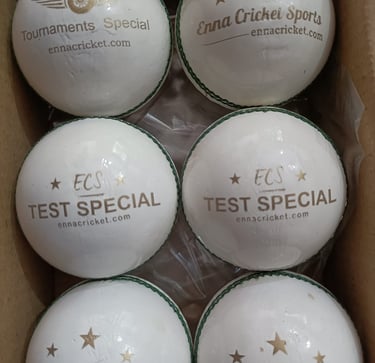 Tournaments Special
ennacricket.com
Enna Cricket Sports
ennacricket.com
ECS
TEST SPECIAL
ennacricket.com
ECS
TEST SPECIAL
ennacricket.com